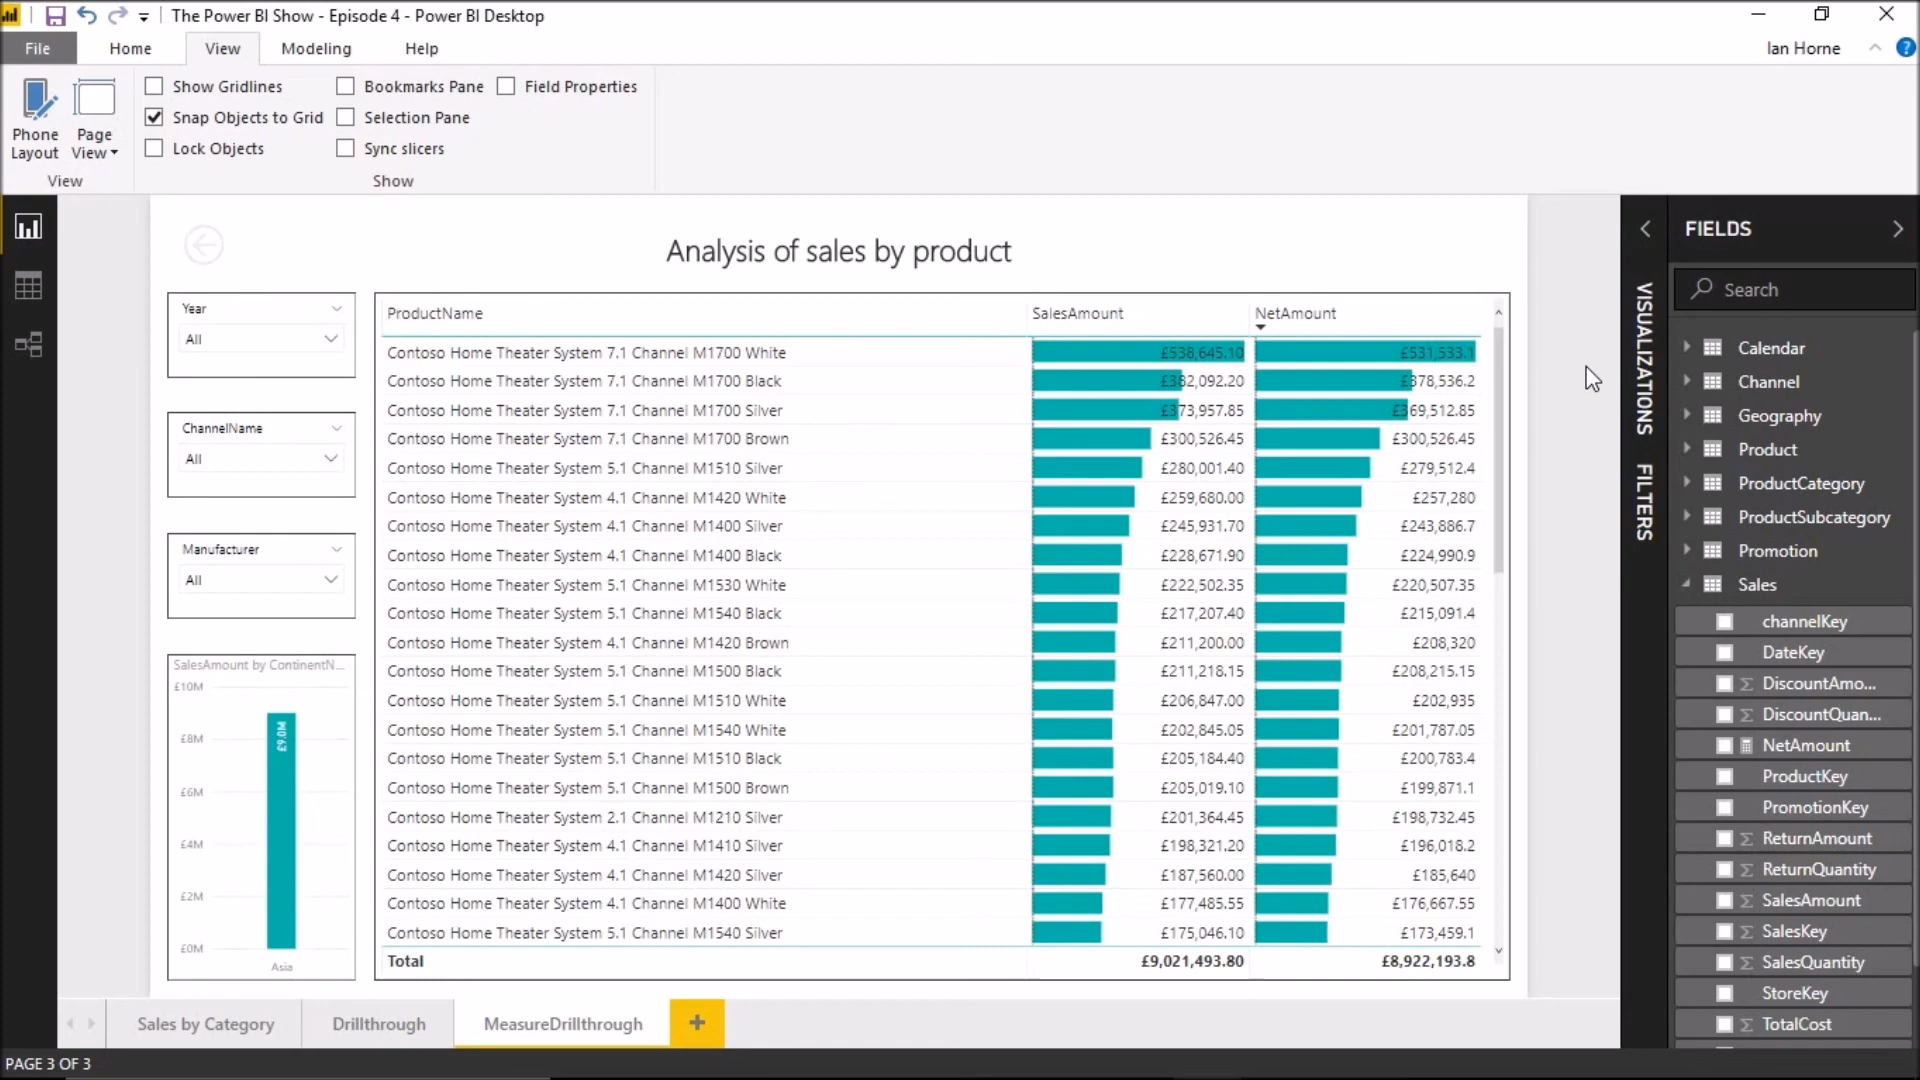 The Power BI Show - Episode 4 - Power BI Desktop
File Home View Modeling Help Ian Horne ?
Show Gridlines Bookmarks Pane Field Properties
Snap Objects to Grid Selection Pane
Lock Objects Sync slicers
Phone Layout
Page View
View Show
Analysis of sales by product
Year
All
ChannelName
All
Manufacturer
All
SalesAmount by ContinentN...
£10M
£8M
£6M
£4M
£2M
£0M
£9.0M
Asia
ProductName SalesAmount NetAmount
Contoso Home Theater System 7.1 Channel M1700 White £538,645.10 £531,533.1
Contoso Home Theater System 7.1 Channel M1700 Black £382,092.20 £378,536.2
Contoso Home Theater System 7.1 Channel M1700 Silver £373,957.85 £369,512.85
Contoso Home Theater System 7.1 Channel M1700 Brown £300,526.45 £300,526.45
Contoso Home Theater System 5.1 Channel M1510 Silver £280,001.40 £279,512.4
Contoso Home Theater System 4.1 Channel M1420 White £259,680.00 £257,280
Contoso Home Theater System 4.1 Channel M1400 Silver £245,931.70 £243,886.7
Contoso Home Theater System 4.1 Channel M1400 Black £228,671.90 £224,990.9
Contoso Home Theater System 5.1 Channel M1530 White £222,502.35 £220,507.35
Contoso Home Theater System 5.1 Channel M1540 Black £217,207.40 £215,091.4
Contoso Home Theater System 4.1 Channel M1420 Brown £211,200.00 £208,320
Contoso Home Theater System 5.1 Channel M1500 Black £211,218.15 £208,215.15
Contoso Home Theater System 5.1 Channel M1510 White £206,847.00 £202,935
Contoso Home Theater System 5.1 Channel M1540 White £202,845.05 £201,787.05
Contoso Home Theater System 5.1 Channel M1510 Black £205,184.40 £200,783.4
Contoso Home Theater System 5.1 Channel M1500 Brown £205,019.10 £199,871.1
Contoso Home Theater System 2.1 Channel M1210 Silver £201,364.45 £198,732.45
Contoso Home Theater System 4.1 Channel M1410 Silver £198,321.20 £196,018.2
Contoso Home Theater System 4.1 Channel M1420 Silver £187,560.00 £185,640
Contoso Home Theater System 4.1 Channel M1400 White £177,485.55 £176,667.55
Contoso Home Theater System 5.1 Channel M1540 Silver £175,046.10 £173,459.1
Total £9,021,493.80 £8,922,193.8
VISUALIZATIONS
FILTERS
FIELDS
Search
Calendar
Channel
Geography
Product
ProductCategory
ProductSubcategory
Promotion
Sales
channelKey
DateKey
Σ DiscountAmo...
Σ DiscountQuan...
NetAmount
ProductKey
PromotionKey
Σ ReturnAmount
Σ ReturnQuantity
Σ SalesAmount
Σ SalesKey
Σ SalesQuantity
StoreKey
Σ TotalCost
Sales by Category Drillthrough MeasureDrillthrough +
PAGE 3 OF 3